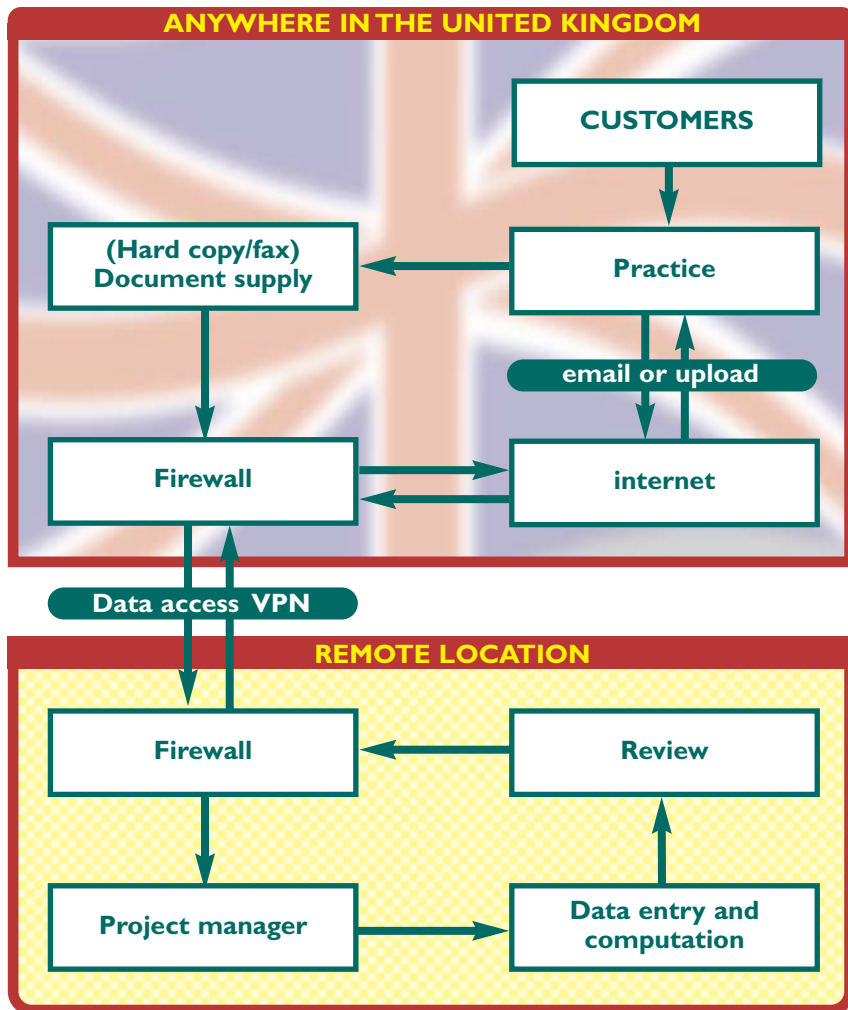 ANYWHERE IN THE UNITED KINGDOM
CUSTOMERS
(Hard copy/fax)
Document supply
Practice
email or upload
Firewall
internet
Data access VPN
REMOTE LOCATION
Firewall
Review
Project manager
Data entry and
computation